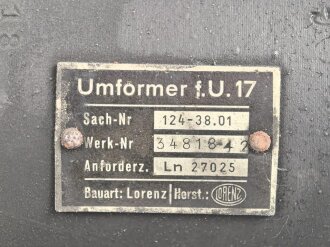 Umformer f.U.17
Sach-Nr 124-38.01
Werk-Nr 34818 42
Anforderz. Ln 27025
Bauart: Lorenz Herst.: LORENZ